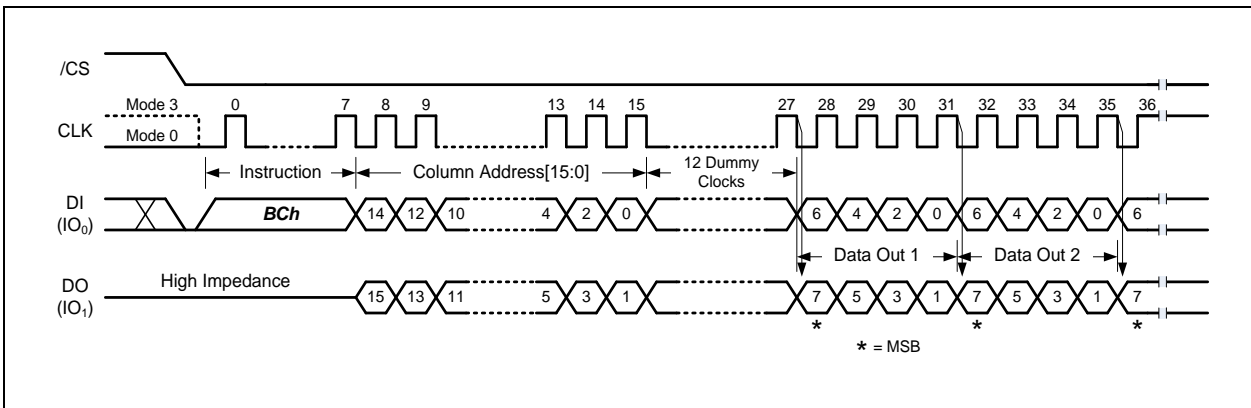 /CS
Mode 3 0 7 8 9 13 14 15 27 28 29 30 31 32 33 34 35 36
CLK Mode 0
Instruction Column Address[15:0] 12 Dummy Clocks
DI (IO0) BCh 14 12 10 4 2 0 6 4 2 0 6 4 2 0 6
Data Out 1 Data Out 2
DO (IO1) High Impedance 15 13 11 5 3 1 7 5 3 1 7 5 3 1 7
* * *
* = MSB